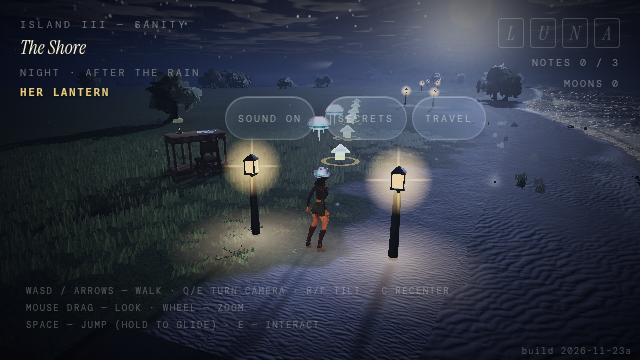 ISLAND III — SANITY
The Shore
NIGHT · AFTER THE RAIN
HER LANTERN
LUNA
NOTES 0 / 3
MOONS 0
SOUND ON
SECRETS
TRAVEL
WASD / ARROWS — WALK · Q/E TURN CAMERA · R/F TILT · C RECENTER
MOUSE DRAG — LOOK · WHEEL — ZOOM
SPACE — JUMP (HOLD TO GLIDE) · E — INTERACT
build 2026-11-23a